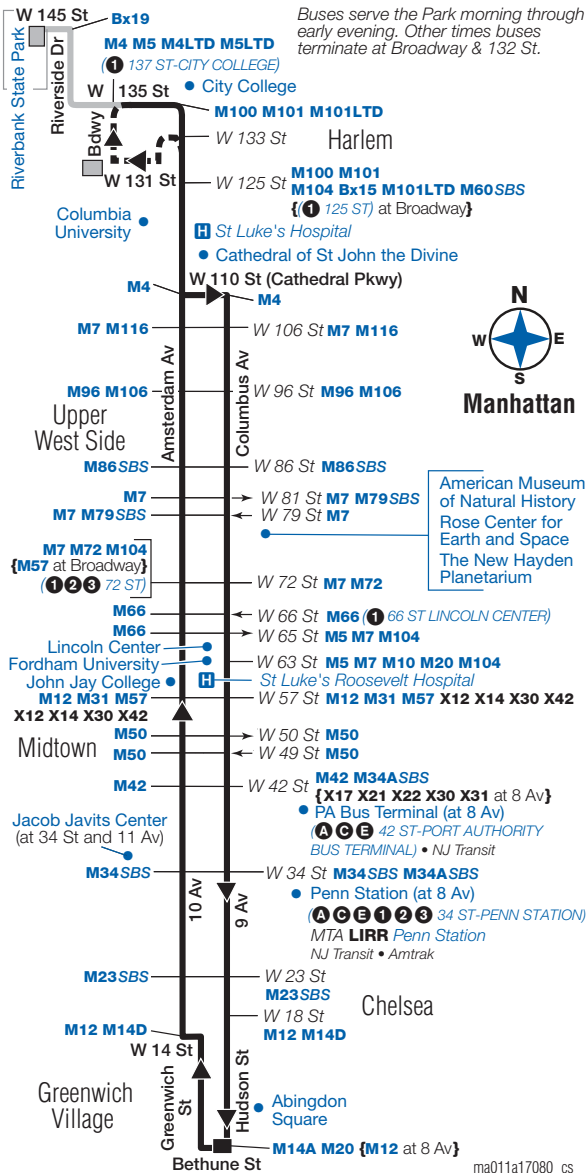 W 145 St
Bx19
Buses serve the Park morning through
early evening. Other times buses
terminate at Broadway & 132 St.
Riverbank State Park
Riverside Dr
M4 M5 M4LTD M5LTD
(1 137 ST-CITY COLLEGE)
City College
W 135 St
M100 M101 M101LTD
Bdwy
W 133 St
Harlem
W 131 St
W 125 St
M100 M101
M104 Bx15 M101LTD M60SBS
{(1 125 ST) at Broadway}
Columbia
University
H St Luke's Hospital
Cathedral of St John the Divine
W 110 St (Cathedral Pkwy)
M4
M4
N
W E
S
Manhattan
M7 M116
W 106 St M7 M116
Amsterdam Av
Columbus Av
M96 M106
W 96 St M96 M106
Upper
West Side
M86SBS
W 86 St M86SBS
M7
W 81 St M7 M79SBS
M7 M79SBS
W 79 St M7
American Museum
of Natural History
Rose Center for
Earth and Space
The New Hayden
Planetarium
M7 M72 M104
{M57 at Broadway}
(1 2 3 72 ST)
W 72 St M7 M72
M66
W 66 St M66 (1 66 ST LINCOLN CENTER)
M66
W 65 St M5 M7 M104
Lincoln Center
Fordham University
W 63 St M5 M7 M10 M20 M104
John Jay College
H St Luke's Roosevelt Hospital
M12 M31 M57
X12 X14 X30 X42
W 57 St M12 M31 M57 X12 X14 X30 X42
Midtown
M50
W 50 St M50
M50
W 49 St M50
M42
W 42 St
M42 M34ASBS
{X17 X21 X22 X30 X31 at 8 Av}
PA Bus Terminal (at 8 Av)
(A C E 42 ST-PORT AUTHORITY
BUS TERMINAL) • NJ Transit
Jacob Javits Center
(at 34 St and 11 Av)
M34SBS
W 34 St M34SBS M34ASBS
Penn Station (at 8 Av)
(A C E 1 2 3 34 ST-PENN STATION)
MTA LIRR Penn Station
NJ Transit • Amtrak
10 Av
9 Av
M23SBS
W 23 St
M23SBS
Chelsea
W 18 St
M12 M14D
M12 M14D
W 14 St
Greenwich
Village
Greenwich
St
Hudson St
Abingdon
Square
M14A M20 {M12 at 8 Av}
Bethune St
ma011a17080 cs